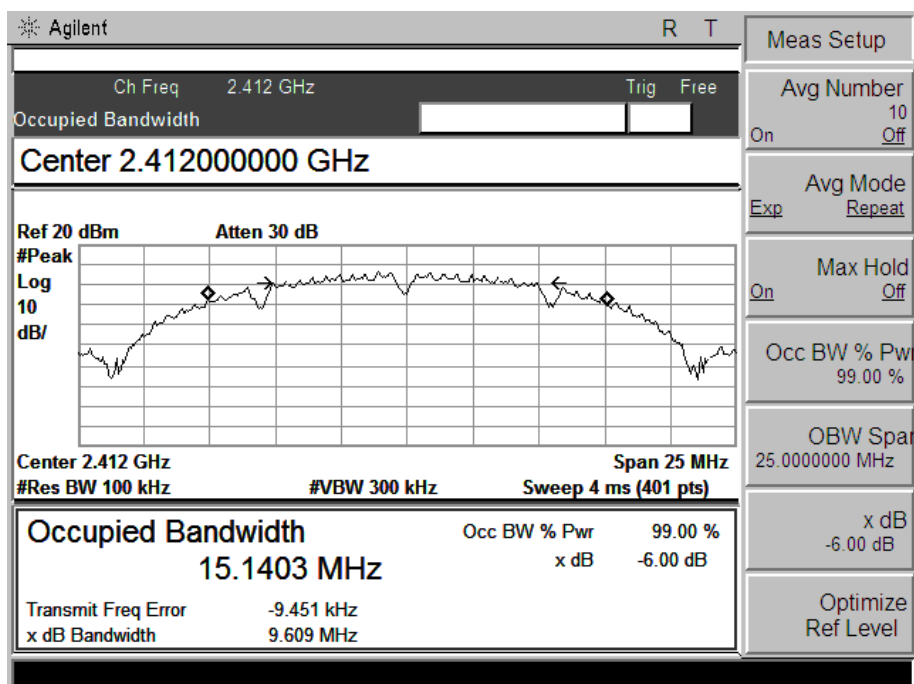 Agilent R T
Ch Freq 2.412 GHz Trig Free
Occupied Bandwidth
Center 2.412000000 GHz
Ref 20 dBm Atten 30 dB
#Peak
Log
10
dB/
Center 2.412 GHz Span 25 MHz
#Res BW 100 kHz #VBW 300 kHz Sweep 4 ms (401 pts)
Occupied Bandwidth Occ BW % Pwr 99.00 %
15.1403 MHz x dB -6.00 dB
Transmit Freq Error -9.451 kHz
x dB Bandwidth 9.609 MHz
Meas Setup
Avg Number
10
On Off
Avg Mode
Exp Repeat
Max Hold
On Off
Occ BW % Pwr
99.00 %
OBW Span
25.0000000 MHz
x dB
-6.00 dB
Optimize
Ref Level